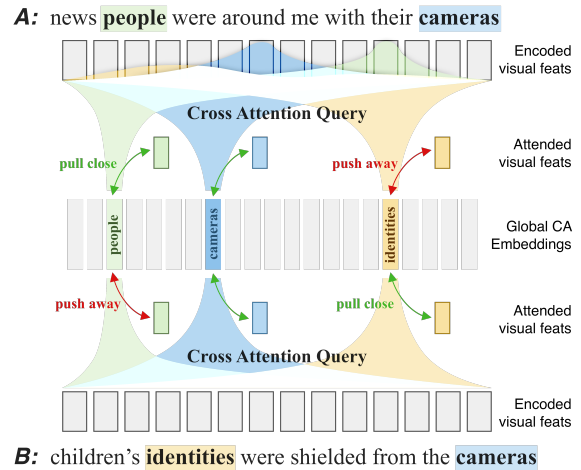 A: news people were around me with their cameras
Encoded
visual feats
Cross Attention Query
pull close
push away
Attended
visual feats
people
cameras
identities
Global CA
Embeddings
push away
pull close
Attended
visual feats
Cross Attention Query
Encoded
visual feats
B: children's identities were shielded from the cameras